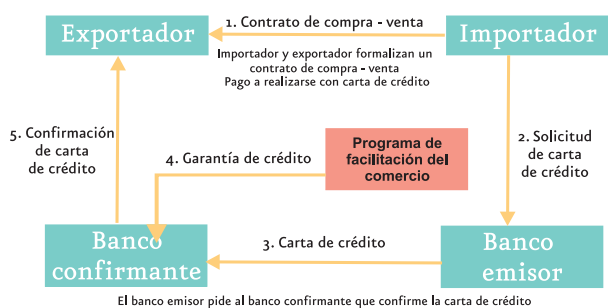 1. Contrato de compra - venta
Exportador
Importador
Importador y exportador formalizan un
contrato de compra - venta
Pago a realizarse con carta de crédito
5. Confirmación
de carta
de crédito
2. Solicitud
de carta
de crédito
4. Garantía de crédito
Programa de
facilitación del
comercio
Banco
confirmante
3. Carta de crédito
Banco
emisor
El banco emisor pide al banco confirmante que confirme la carta de crédito